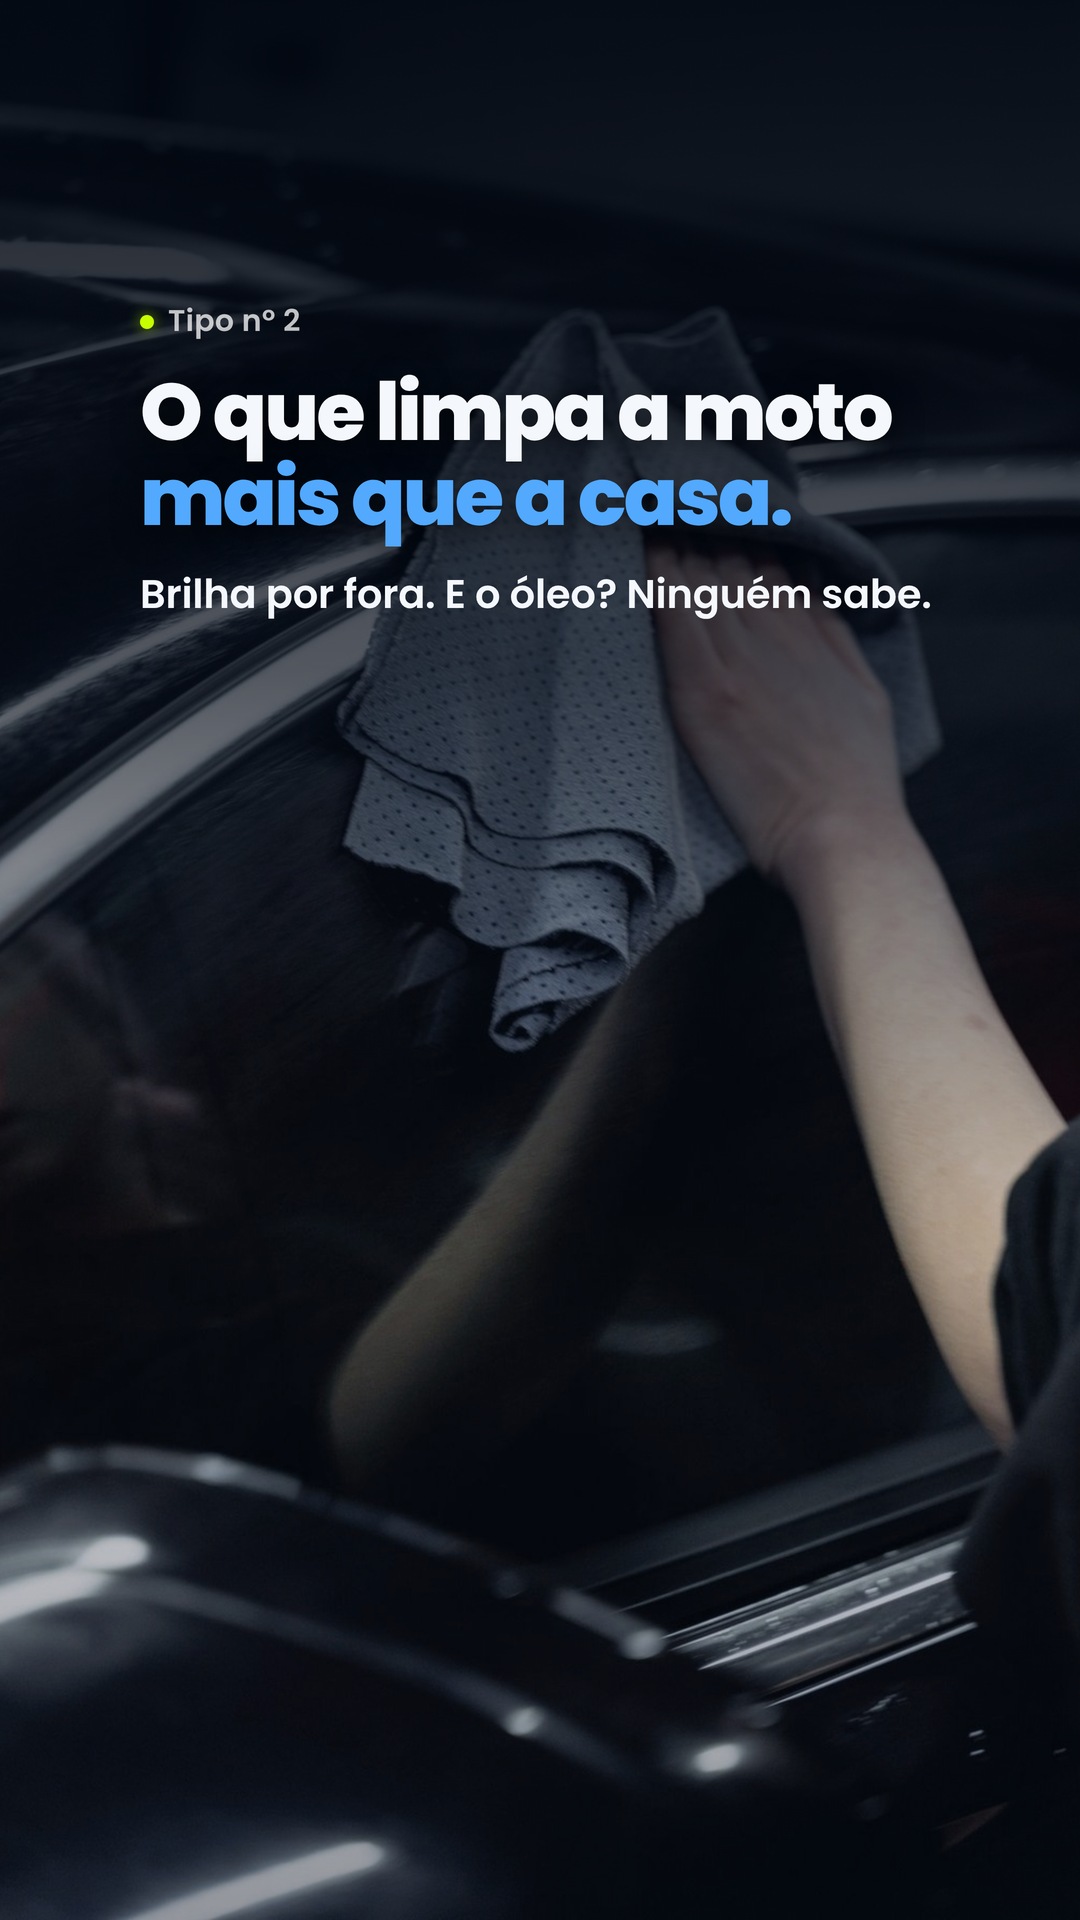 Tipo nº 2
O que limpa a moto
mais que a casa.
Brilha por fora. E o óleo? Ninguém sabe.